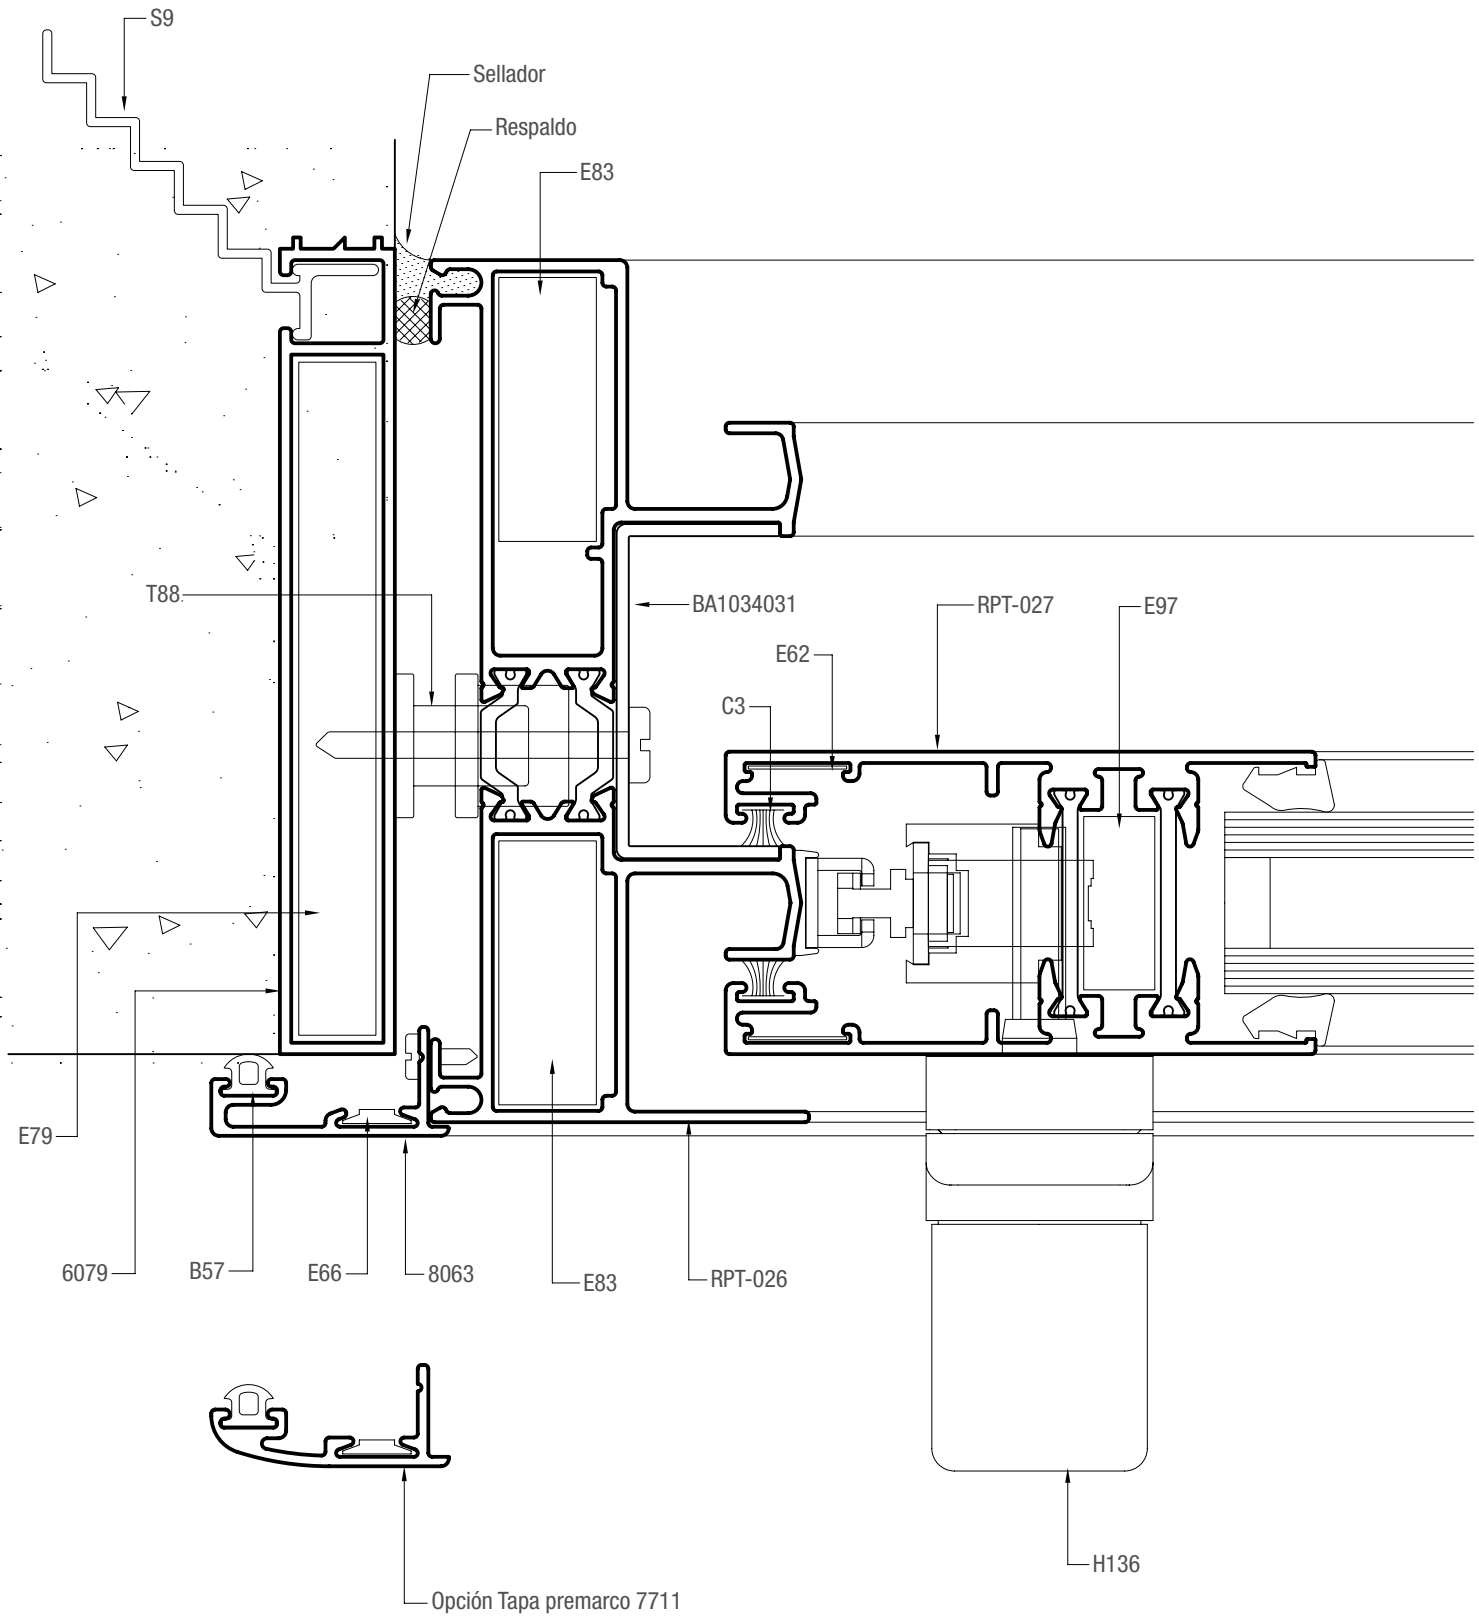 S9
Sellador
Respaldo
E83
T88
BA1034031
RPT-027
E97
E62
C3
E79
6079
B57
E66
8063
E83
RPT-026
H136
Opción Tapa premarco 7711